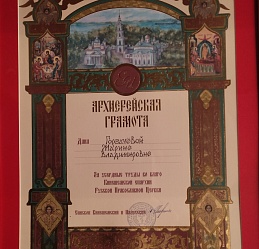 АРХИЕРЕЙСКАЯ
ГРАМОТА
Дана
Марине
Владимировне
За усердные труды во благо
Кинешемской епархии
Русской Православной Церкви
Епископ Кинешемский и Палехский